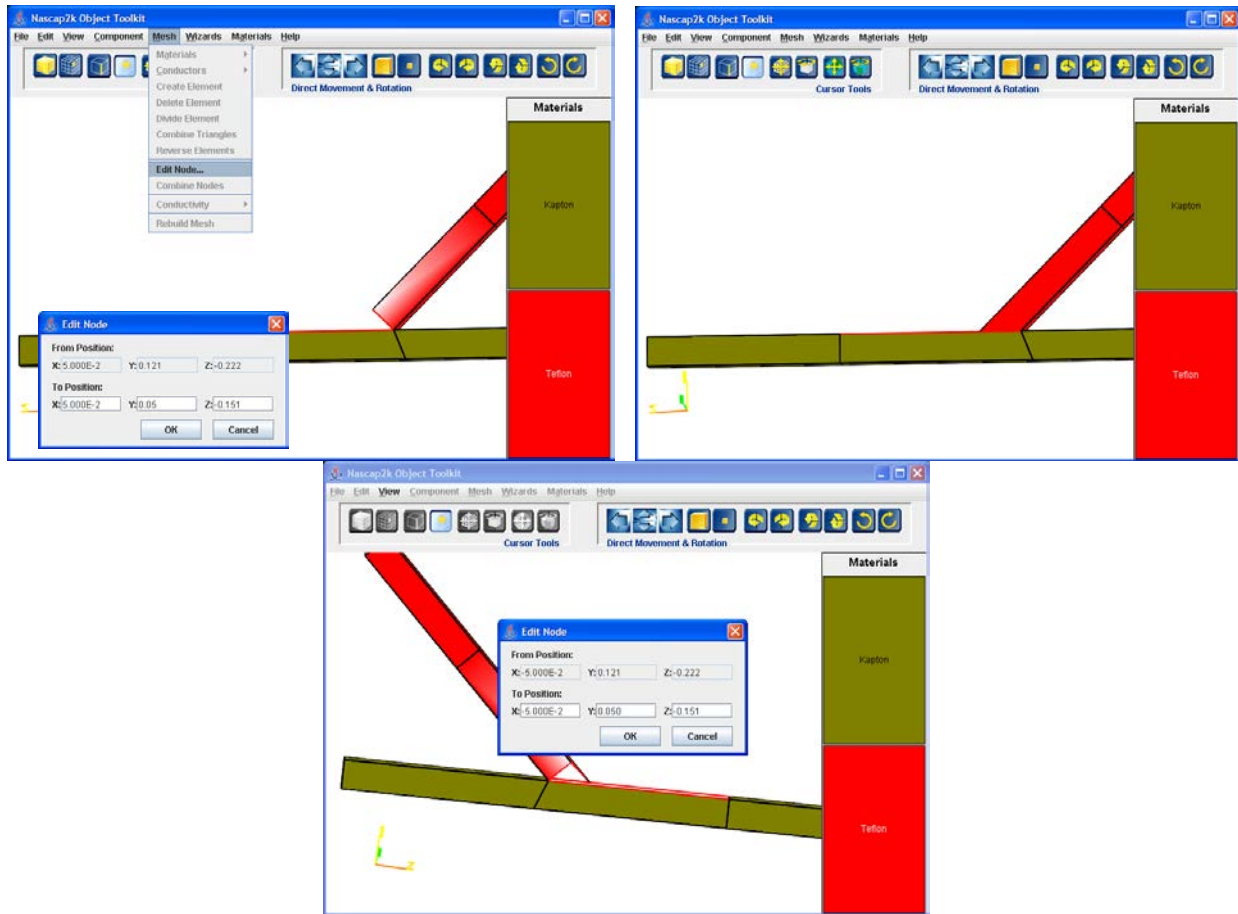 Nascap2k Object Toolkit
File Edit View Component Mesh Wizards Materials Help
Materials
Conductors
Create Element
Delete Element
Divide Element
Combine Triangles
Reverse Elements
Edit Node...
Combine Nodes
Conductivity
Rebuild Mesh
Direct Movement & Rotation
Materials
Kapton
Teflon
Edit Node
From Position:
X: 5.000E-2 Y: 0.121 Z: -0.222
To Position:
X: 5.000E-2 Y: 0.05 Z: -0.151
OK Cancel
Nascap2k Object Toolkit
File Edit View Component Mesh Wizards Materials Help
Cursor Tools Direct Movement & Rotation
Materials
Kapton
Teflon
Nascap2k Object Toolkit
File Edit View Component Mesh Wizards Materials Help
Cursor Tools Direct Movement & Rotation
Materials
Kapton
Teflon
Edit Node
From Position:
X: -5.000E-2 Y: 0.121 Z: -0.222
To Position:
X: -5.000E-2 Y: 0.050 Z: -0.151
OK Cancel
Z